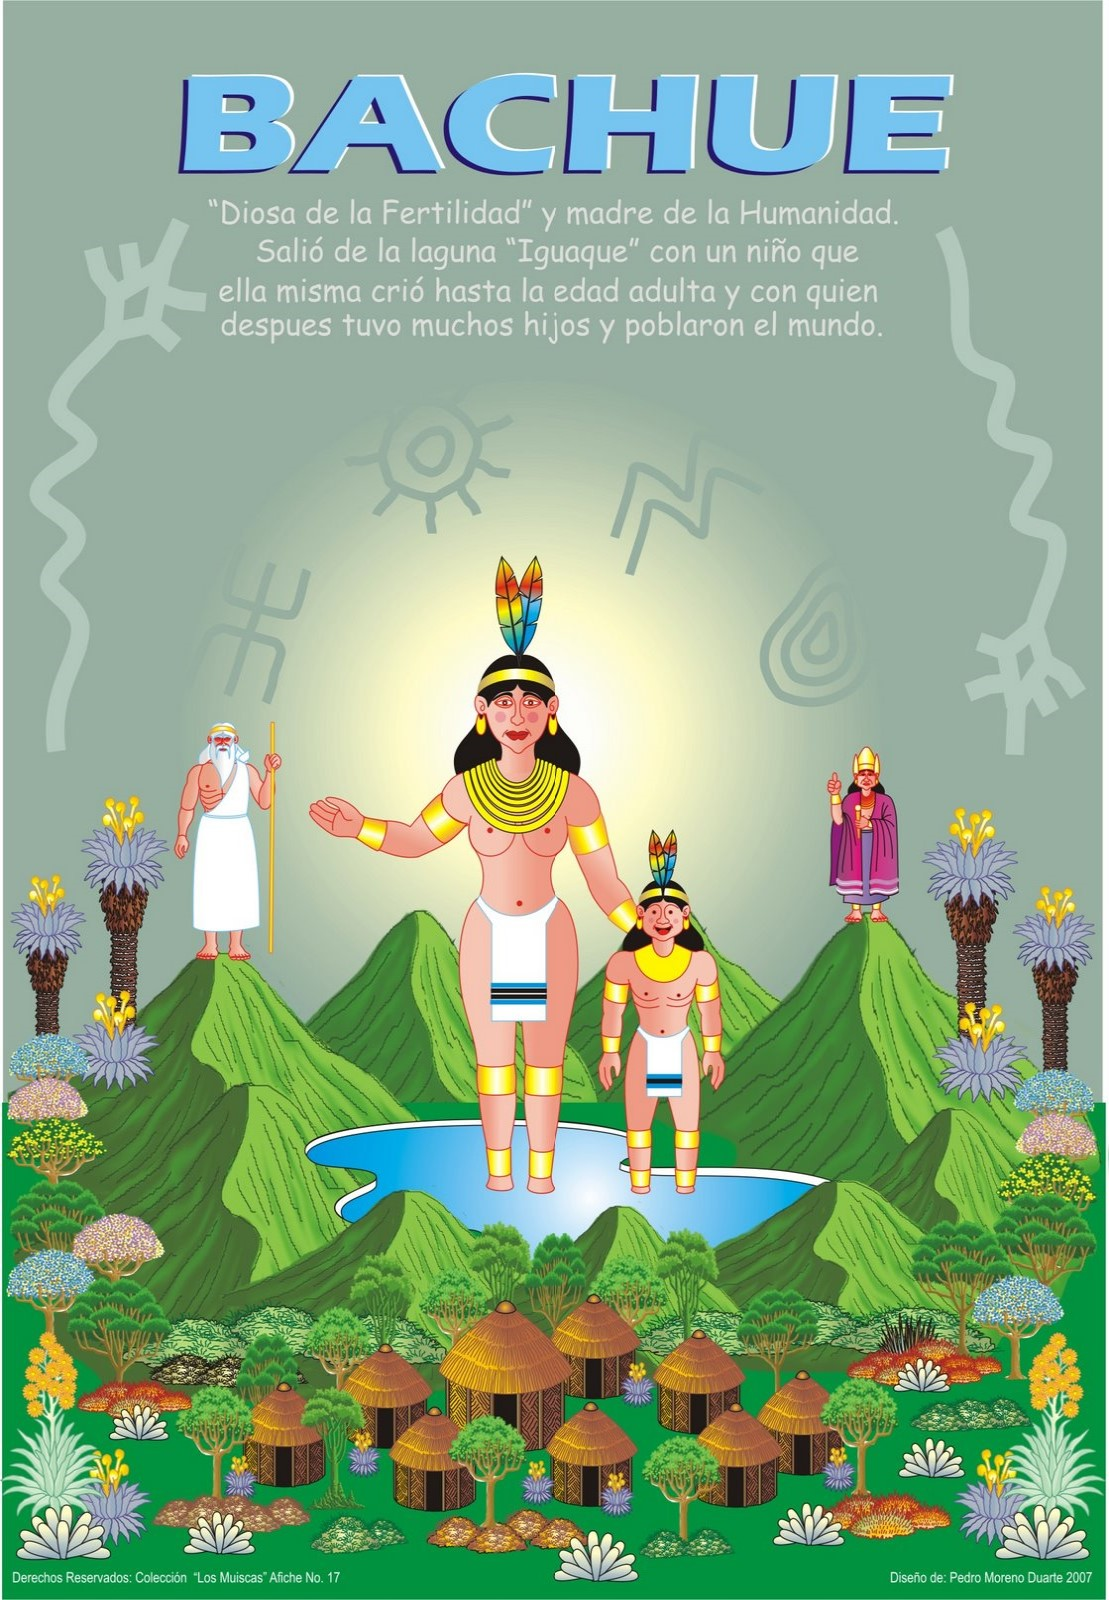 BACHUE
“Diosa de la Fertilidad” y madre de la Humanidad.
Salió de la laguna “Iguaque” con un niño que
ella misma crió hasta la edad adulta y con quien
despues tuvo muchos hijos y poblaron el mundo.
Derechos Reservados: Colección “Los Muiscas” Afiche No. 17
Diseño de: Pedro Moreno Duarte 2007